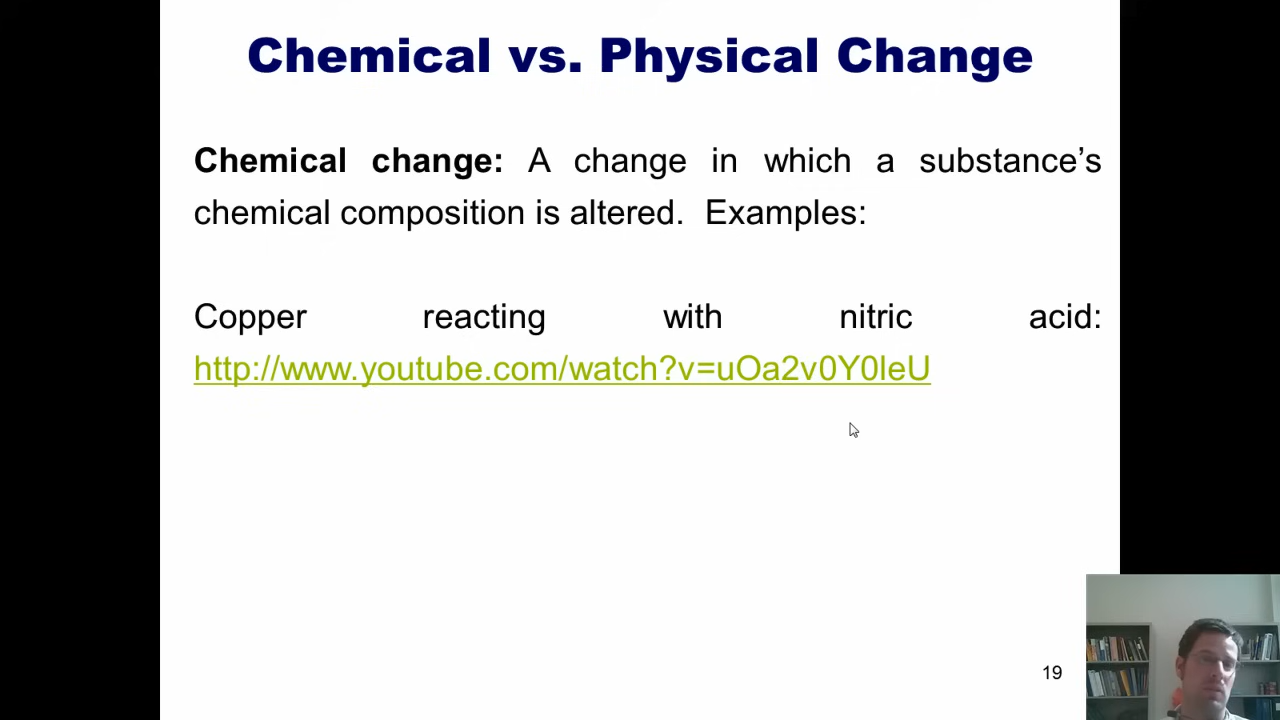 Chemical vs. Physical Change
Chemical change: A change in which a substance’s
chemical composition is altered.  Examples:
Copper reacting with nitric acid:
http://www.youtube.com/watch?v=uOa2v0Y0leU
19